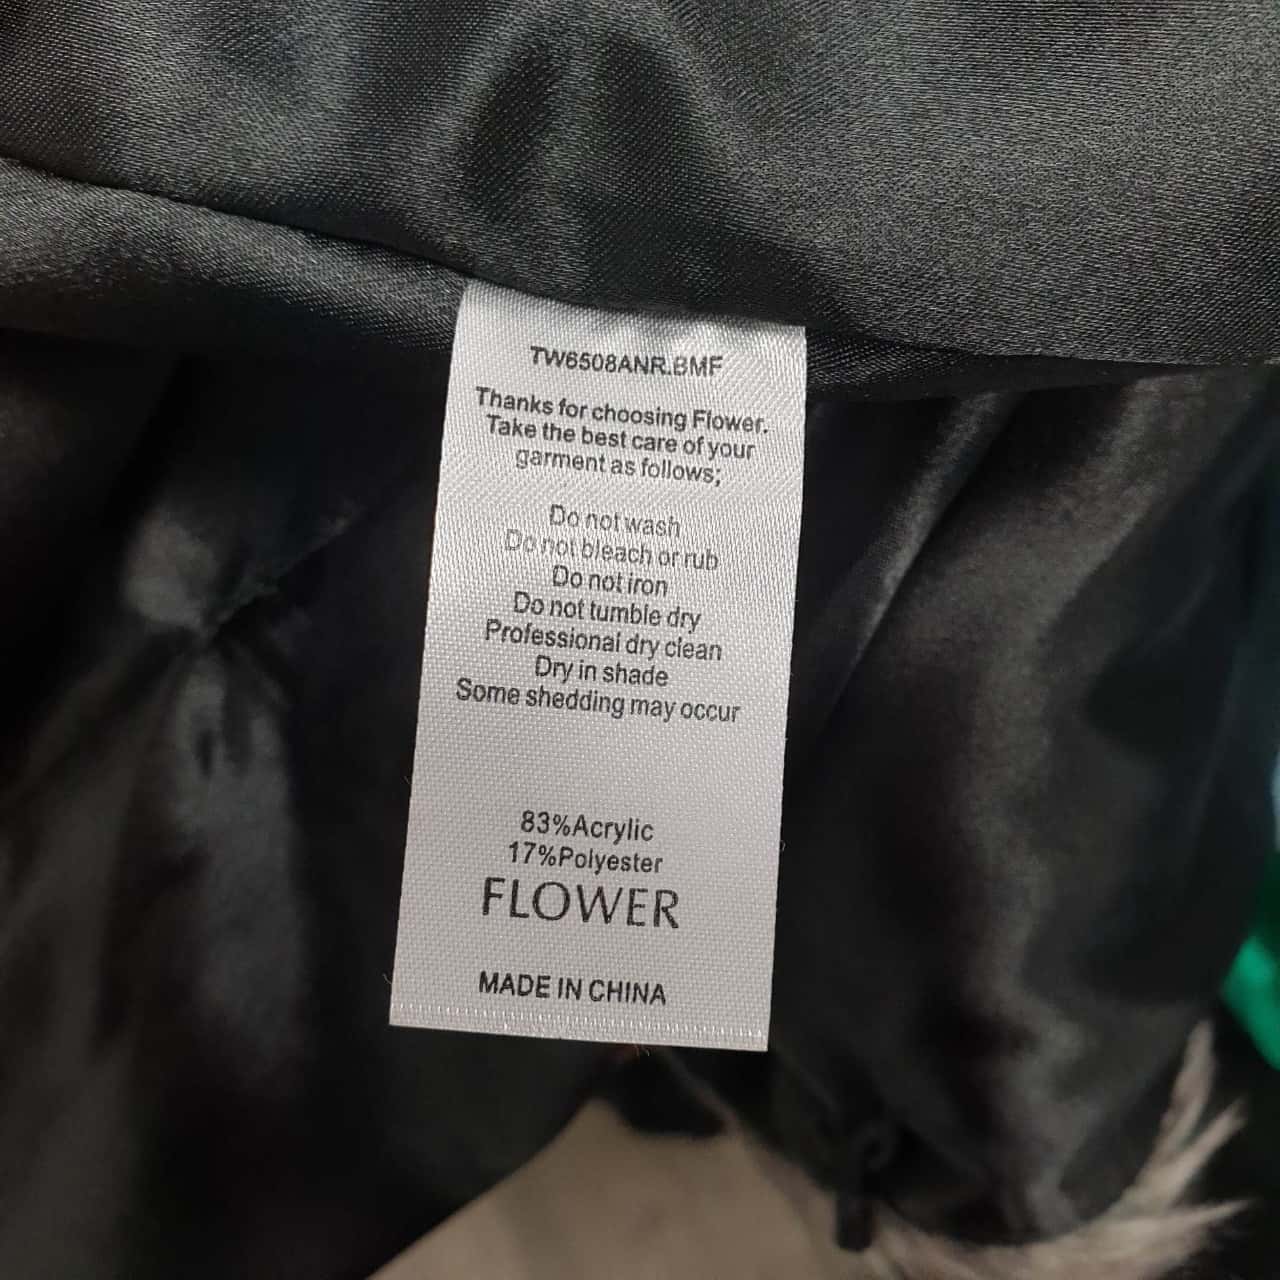 TW6508ANR.BMF
Thanks for choosing Flower.
Take the best care of your
garment as follows;
Do not wash
Do not bleach or rub
Do not iron
Do not tumble dry
Professional dry clean
Dry in shade
Some shedding may occur
83%Acrylic
17%Polyester
FLOWER
MADE IN CHINA